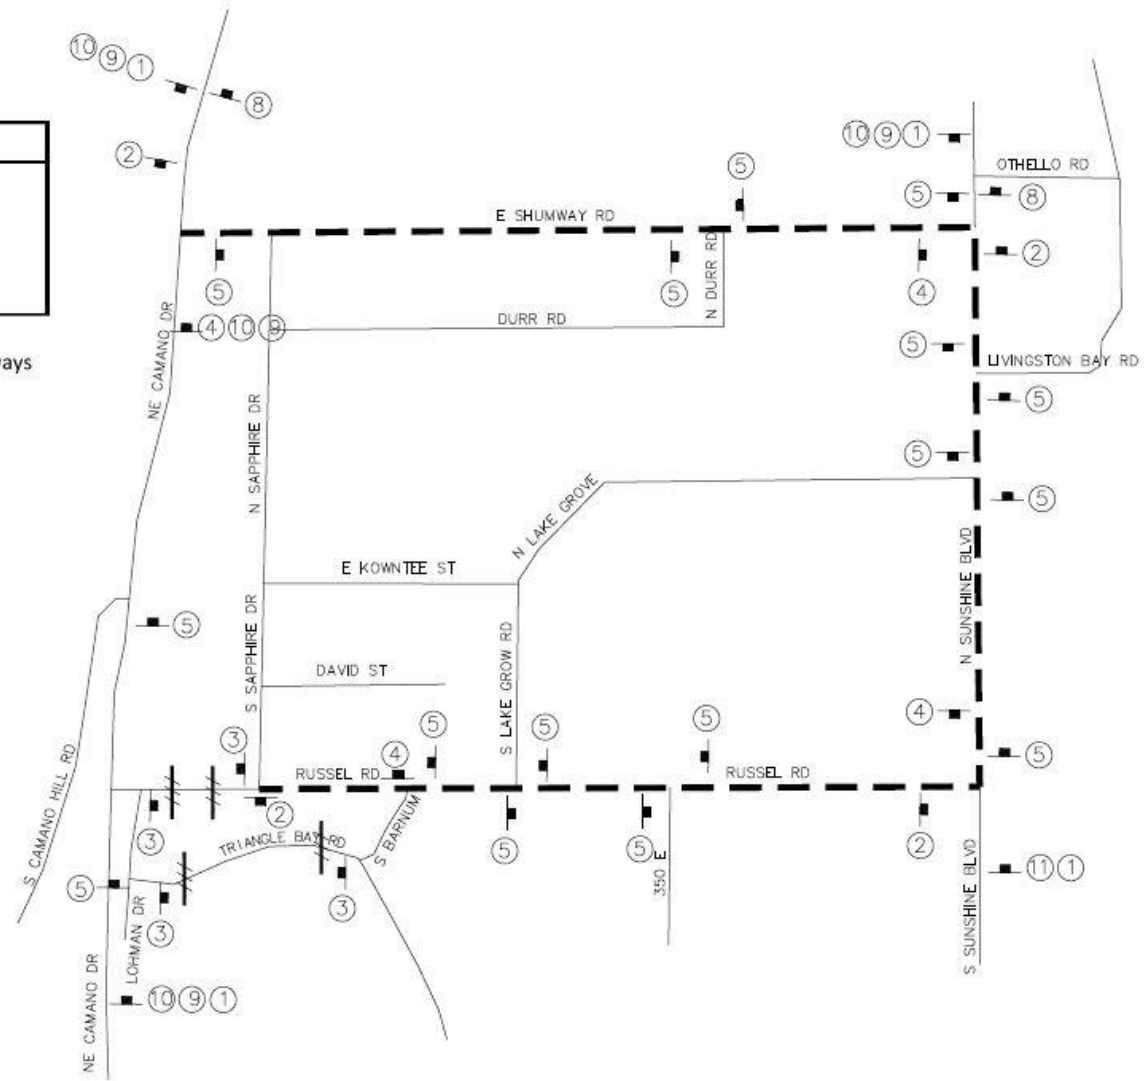 10 9 1
8
2
10 9 1
OTHELLO RD
5
5
8
E SHUMWAY RD
5
5
4
2
N DURR RD
4 10 9
DURR RD
5
LIVINGSTON BAY RD
ways
NE CAMANO DR
5
N SAPPHIRE DR
5
5
N LAKE GROVE
E KOWNTEE ST
N SUNSHINE BLVD
5
S SAPPHIRE DR
DAVID ST
S LAKE GROW RD
3
4
5
5
5
4
5
S CAMANO HILL RD
RUSSEL RD
RUSSEL RD
3
2
TRIANGLE BAY RD
S BARNUM
5
5
2
5
3
3
350 E
S SUNSHINE BLVD
11 1
LOHMAN DR
NE CAMANO DR
10 9 1